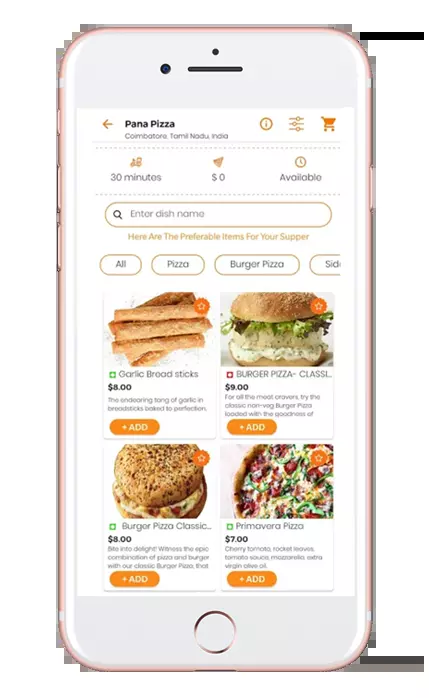 Pana Pizza
Coimbatore, Tamil Nadu, India
30 minutes
$ 0
Available
Enter dish name
Here Are The Preferable Items For Your Supper
All
Pizza
Burger Pizza
Sid
Garlic Bread sticks
$8.00
The endearing tang of garlic in
breadsticks baked to perfection.
+ ADD
BURGER PIZZA- CLASSI...
$9.00
For all the meat cravers, try the
classic non-veg Burger Pizza
loaded with the goodness of
+ ADD
Burger Pizza Classic...
$8.00
Bite into delight! Witness the epic
combination of pizza and burger
with our classic Burger Pizza, that
+ ADD
Primavera Pizza
$7.00
Cherry tomato, rocket leaves,
tomato sauce, mozzarella, extra
virgin olive oil.
+ ADD